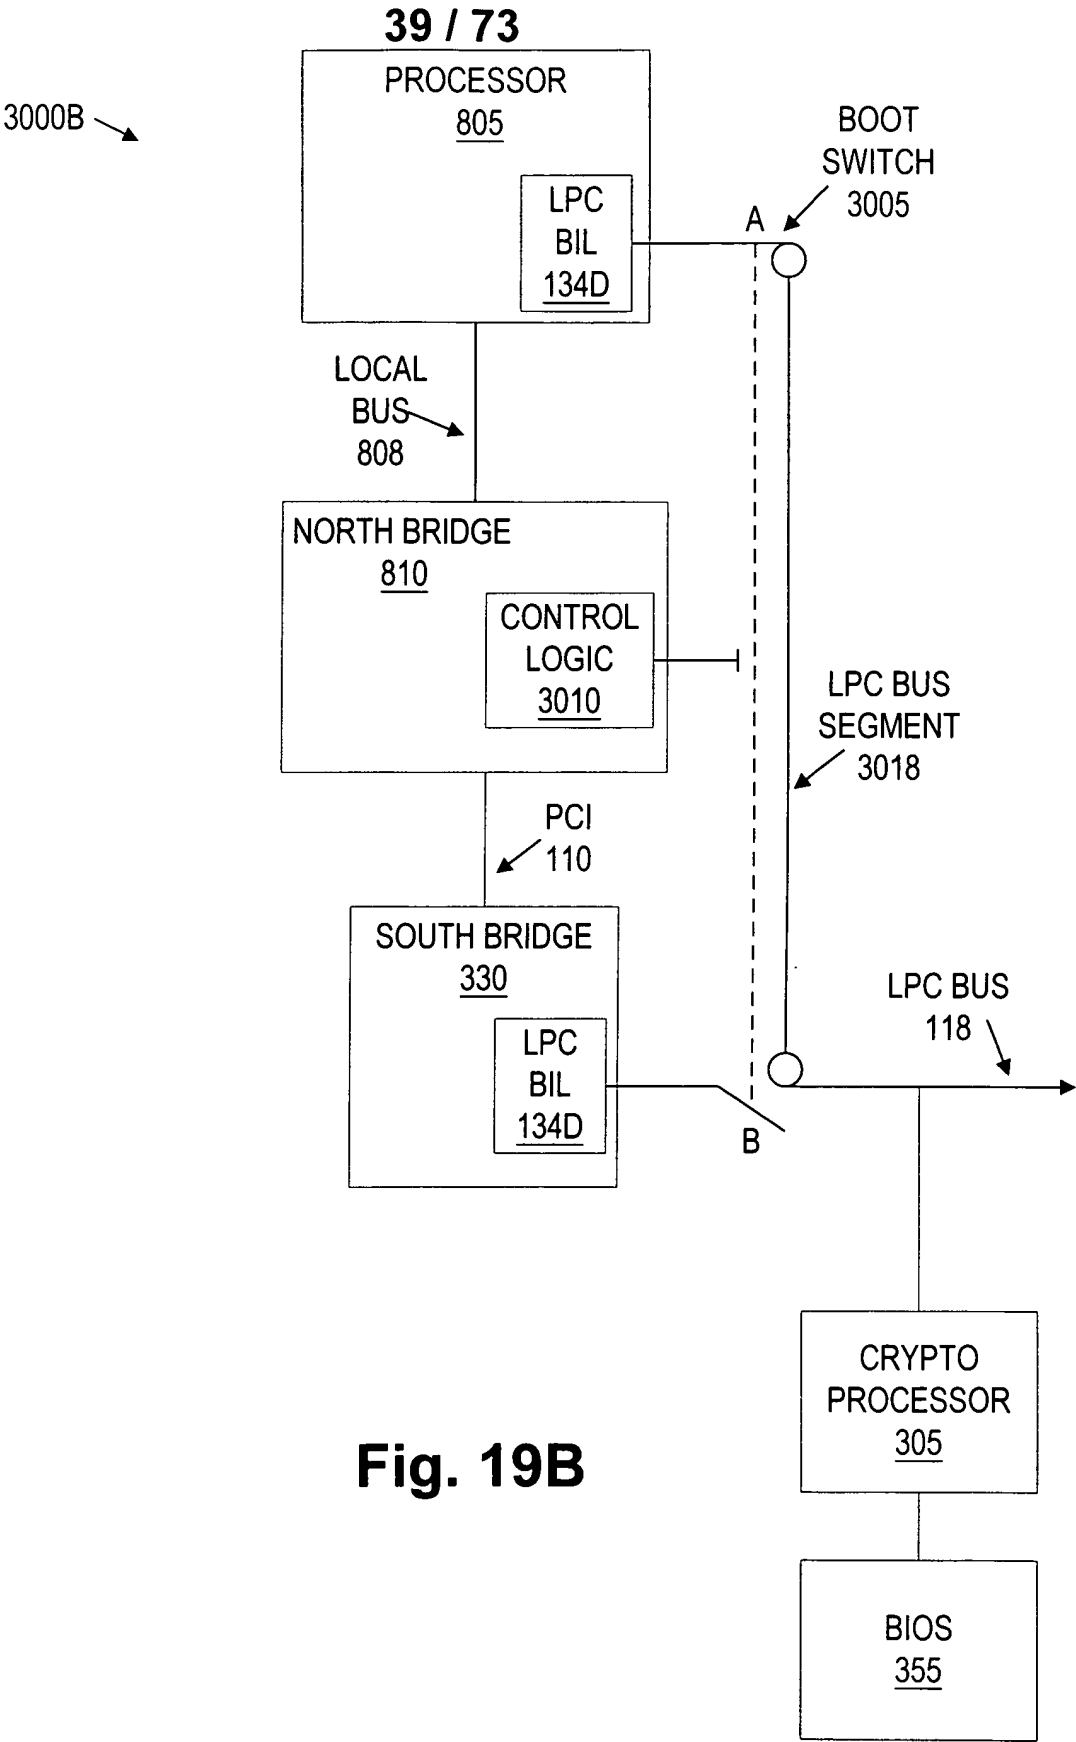 39 / 73
3000B
PROCESSOR
805
LPC
BIL
134D
BOOT
SWITCH
3005
A
LOCAL
BUS
808
NORTH BRIDGE
810
CONTROL
LOGIC
3010
LPC BUS
SEGMENT
3018
PCI
110
SOUTH BRIDGE
330
LPC
BIL
134D
B
LPC BUS
118
CRYPTO
PROCESSOR
305
BIOS
355
Fig. 19B